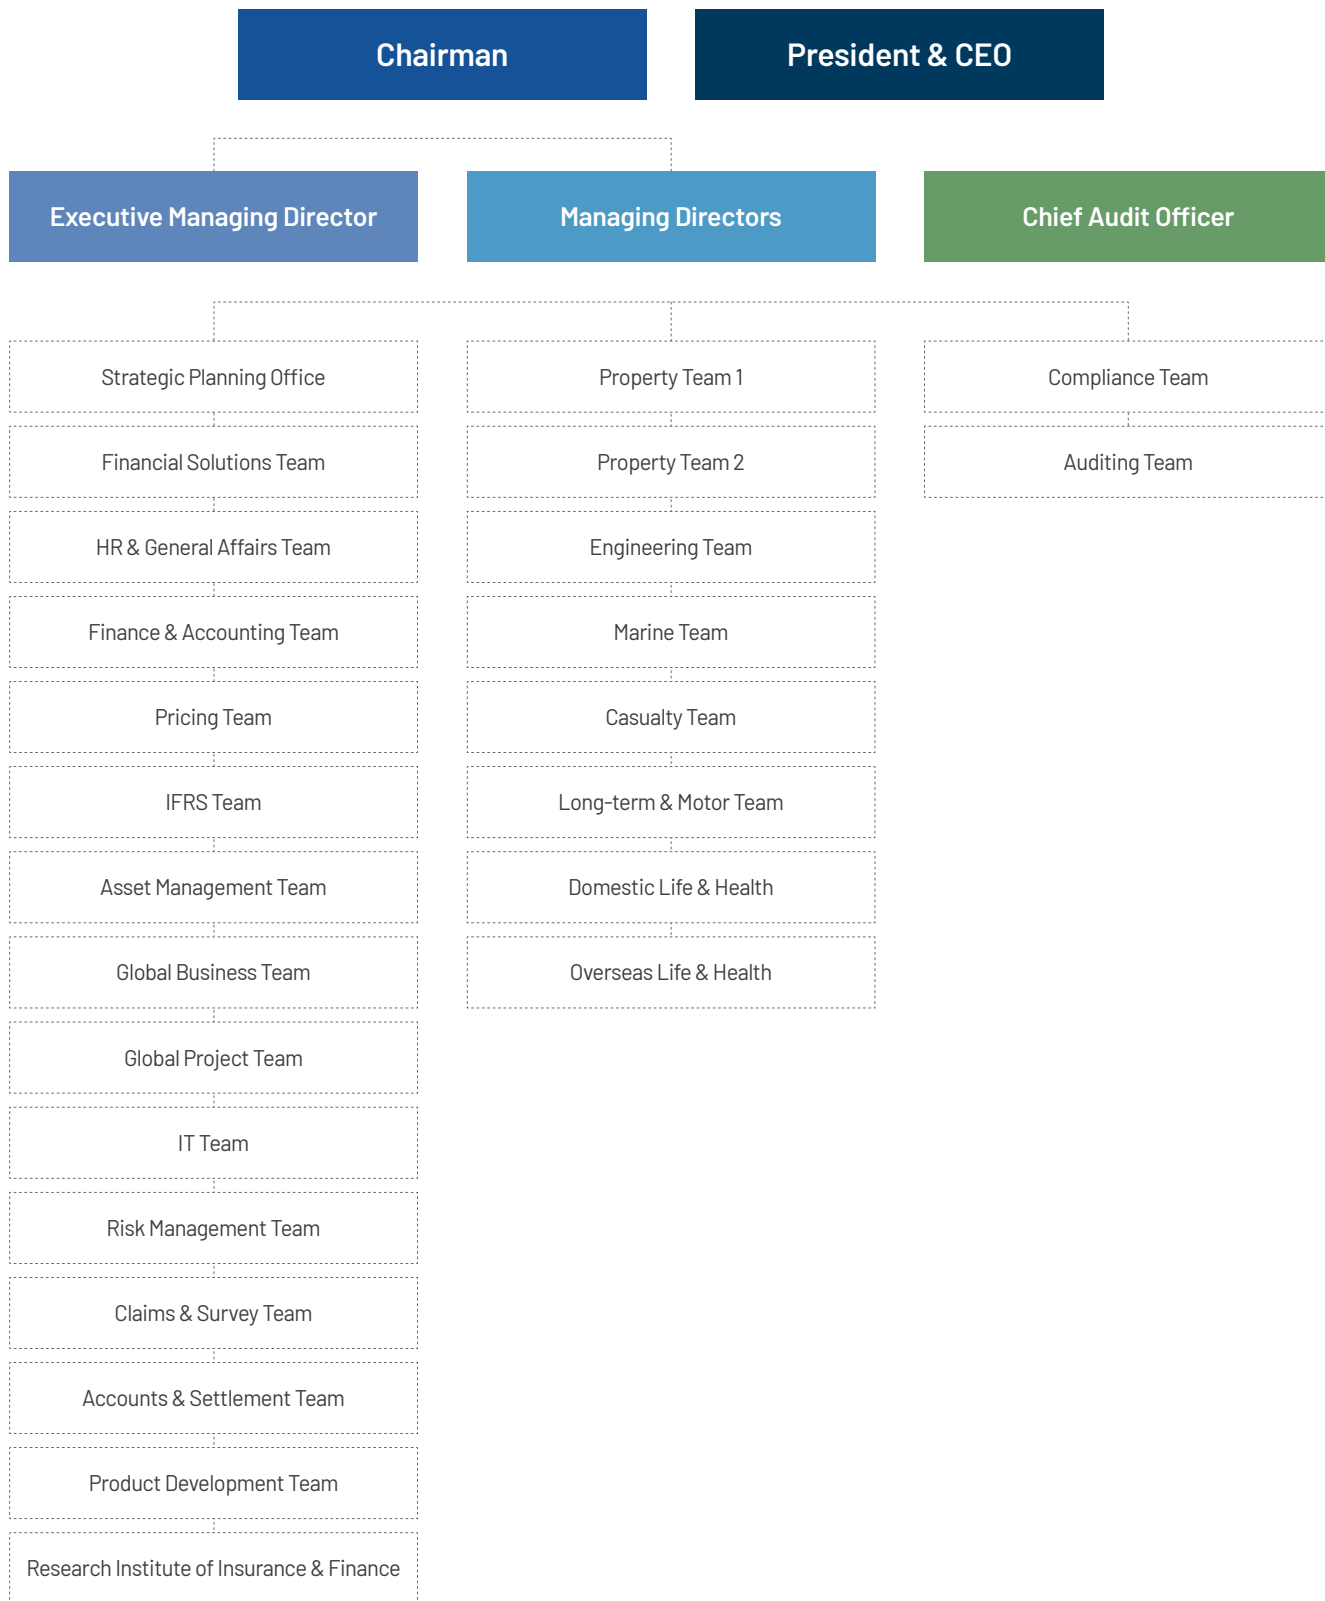 Chairman
President & CEO
Executive Managing Director
Managing Directors
Chief Audit Officer
Strategic Planning Office
Financial Solutions Team
HR & General Affairs Team
Finance & Accounting Team
Pricing Team
IFRS Team
Asset Management Team
Global Business Team
Global Project Team
IT Team
Risk Management Team
Claims & Survey Team
Accounts & Settlement Team
Product Development Team
Research Institute of Insurance & Finance
Property Team 1
Property Team 2
Engineering Team
Marine Team
Casualty Team
Long-term & Motor Team
Domestic Life & Health
Overseas Life & Health
Compliance Team
Auditing Team